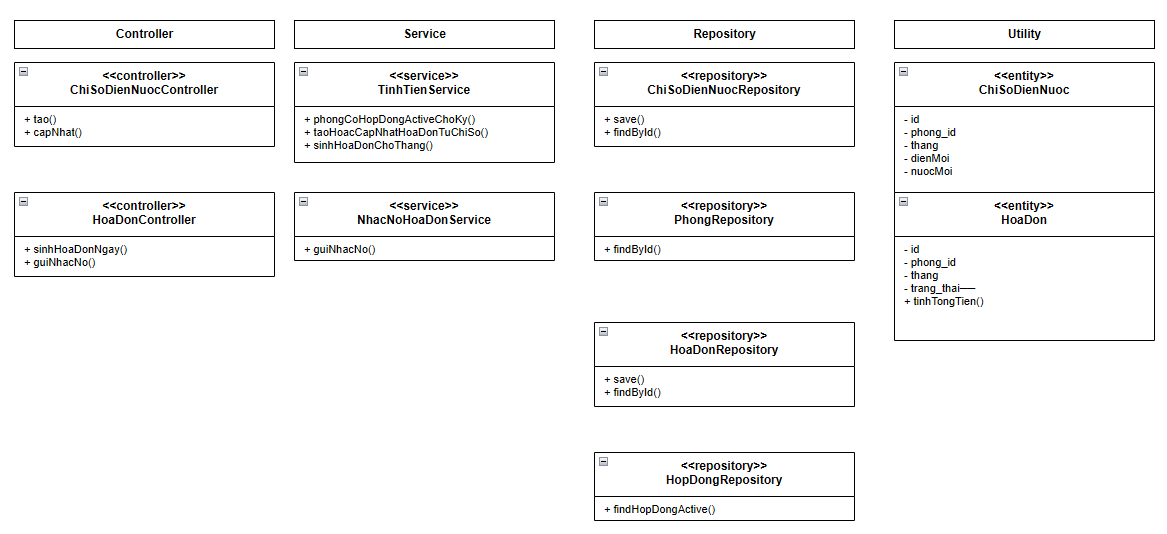 Controller
Service
Repository
Utility
<<controller>>
ChiSoDienNuocController
+ tao()
+ capNhat()
<<service>>
TinhTienService
+ phongCoHopDongActiveChoKy()
+ taoHoacCapNhatHoaDonTuChiSo()
+ sinhHoaDonChoThang()
<<repository>>
ChiSoDienNuocRepository
+ save()
+ findById()
<<entity>>
ChiSoDienNuoc
- id
- phong_id
- thang
- dienMoi
- nuocMoi
<<controller>>
HoaDonController
+ sinhHoaDonNgay()
+ guiNhacNo()
<<service>>
NhacNoHoaDonService
+ guiNhacNo()
<<repository>>
PhongRepository
+ findById()
<<entity>>
HoaDon
- id
- phong_id
- thang
- trang_thai──
+ tinhTongTien()
<<repository>>
HoaDonRepository
+ save()
+ findById()
<<repository>>
HopDongRepository
+ findHopDongActive()